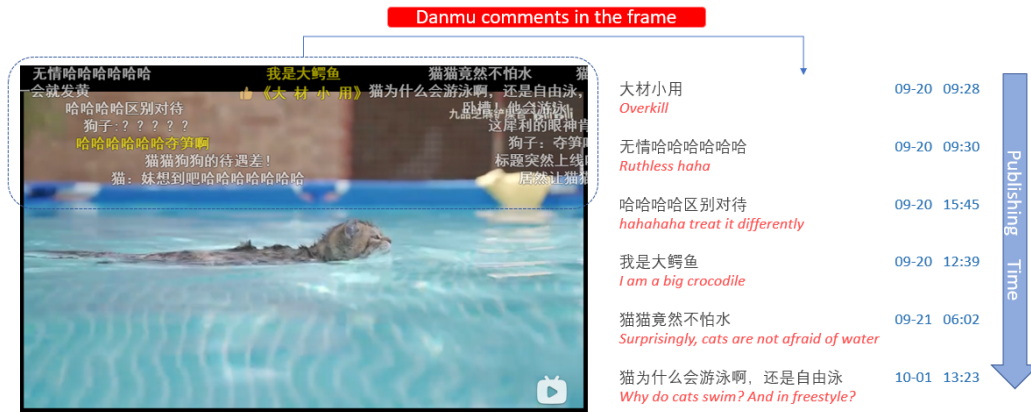 Danmu comments in the frame
无情哈哈哈哈哈哈
我是大鳄鱼
猫猫竟然不怕水
猫
一会就发黄
《大 材 小 用》
猫为什么会游泳啊，还是自由泳，
哈哈哈哈区别对待
卧槽！他会游泳
狗子:？？？？？
这犀利的眼神肯
哈哈哈哈哈哈夺笋啊
狗子：夺笋
猫猫狗狗的待遇差!
标题突然上线
猫：妹想到吧哈哈哈哈哈哈哈
居然让猫猫
大材小用
09-20 09:28
Overkill
无情哈哈哈哈哈哈
09-20 09:30
Ruthless haha
哈哈哈哈区别对待
09-20 15:45
hahahaha treat it differently
我是大鳄鱼
09-20 12:39
I am a big crocodile
猫猫竟然不怕水
09-21 06:02
Surprisingly, cats are not afraid of water
猫为什么会游泳啊，还是自由泳
10-01 13:23
Why do cats swim? And in freestyle?
Publishing Time